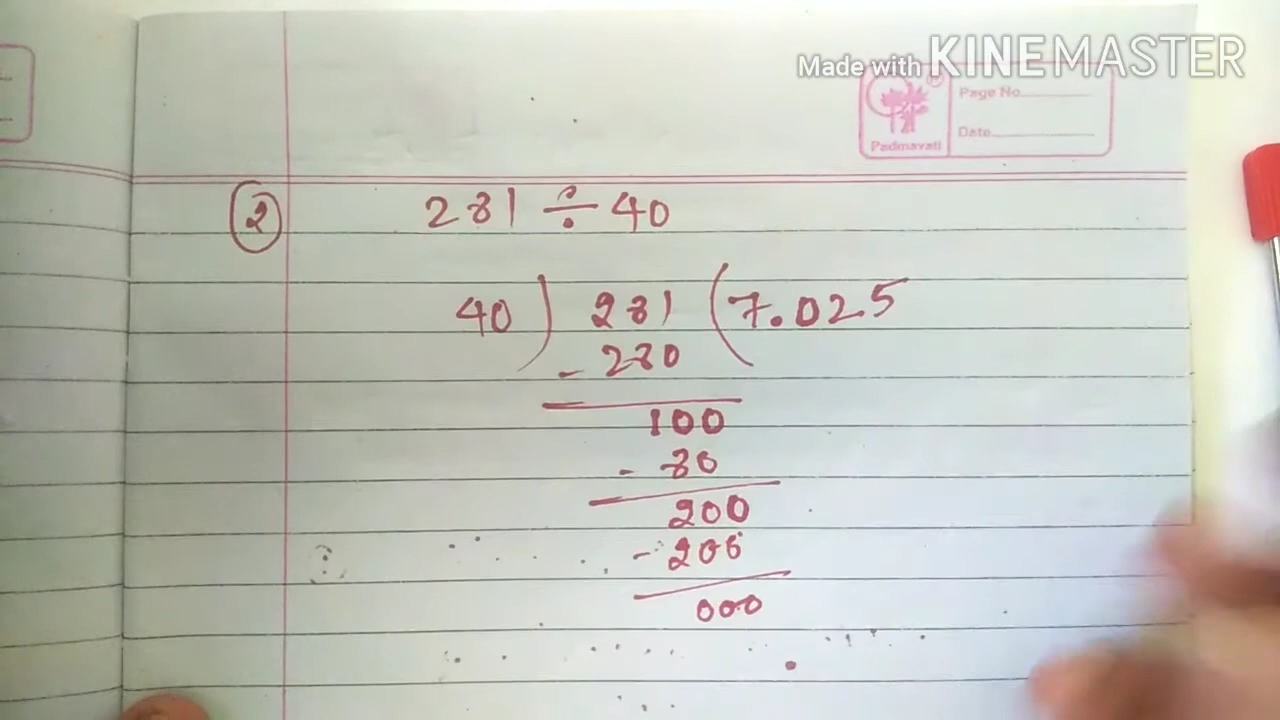 Made with KINEMASTER
Page No.
Date
Padmavati
R
2 281 ÷ 40
40 ) 281 ( 7.025
- 280
100
- 80
200
- 200
000